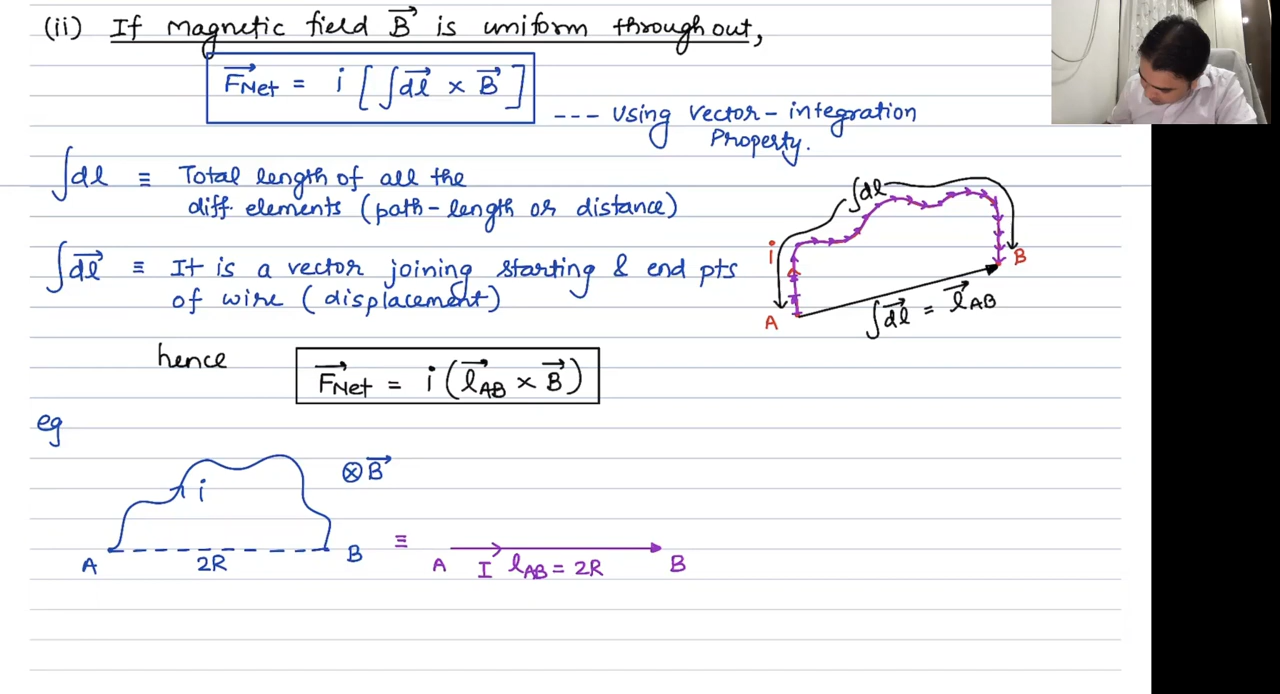 (ii) If magnetic field B⃗ is uniform throughout,
F⃗Net = i [∫dl⃗ × B⃗]
--- Using vector-integration
Property.
∫dl ≡ Total length of all the
diff. elements (path-length or distance)
∫dl⃗ ≡ It is a vector joining starting & end pts
of wire (displacement)
∫dl
i
B
A
∫dl⃗ = l⃗AB
hence F⃗Net = i (l⃗AB × B⃗)
eg
i
⊗B⃗
A 2R B
≡
A I lAB = 2R B